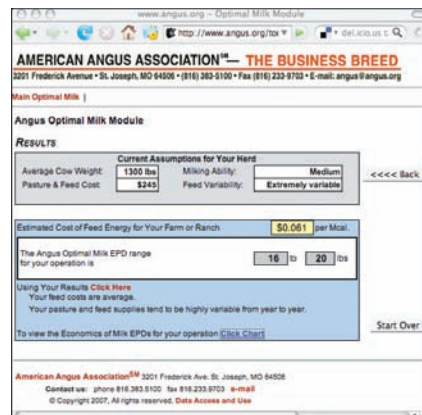 www.angus.org – Optimal Milk Module
http://www.angus.org/tor
del.icio.us
AMERICAN ANGUS ASSOCIATION℠— THE BUSINESS BREED
3201 Frederick Avenue • St. Joseph, MO 64506 • (816) 383-5100 • Fax (816) 233-9703 • E-mail: angus@angus.org
Main Optimal Milk |
Angus Optimal Milk Module
RESULTS
Current Assumptions for Your Herd
Average Cow Weight: 1300 lbs Milking Ability: Medium
Pasture & Feed Cost: $245 Feed Variability: Extremely variable
<<<< Back
Estimated Cost of Feed Energy for Your Farm or Ranch $0.061 per Mcal.
The Angus Optimal Milk EPD range
for your operation is 16 to 20 lbs
Using Your Results Click Here
Your feed costs are average.
Your pasture and feed supplies tend to be highly variable from year to year.
Start Over
To view the Economics of Milk EPDs for your operation Click Chart
American Angus Association℠ 3201 Frederick Ave. St. Joseph, MO 64506
Contact us: phone 816.383.5100 fax 816.233.9703 e-mail
© Copyright 2007, All rights reserved. Data Access and Use